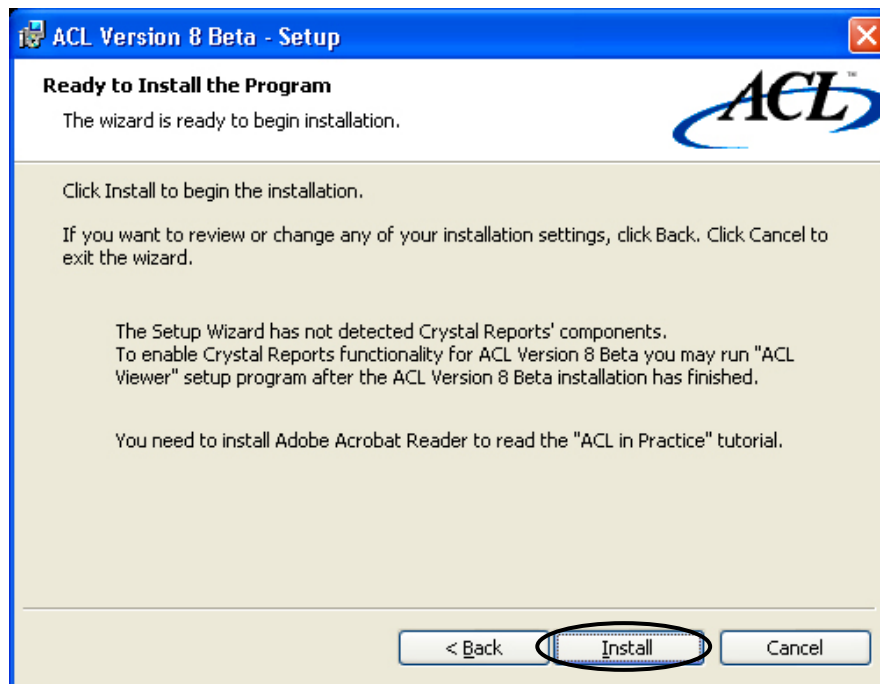 ACL Version 8 Beta - Setup
Ready to Install the Program
The wizard is ready to begin installation.
ACL™
Click Install to begin the installation.
If you want to review or change any of your installation settings, click Back. Click Cancel to
exit the wizard.
The Setup Wizard has not detected Crystal Reports' components.
To enable Crystal Reports functionality for ACL Version 8 Beta you may run "ACL
Viewer" setup program after the ACL Version 8 Beta installation has finished.
You need to install Adobe Acrobat Reader to read the "ACL in Practice" tutorial.
< Back Install Cancel